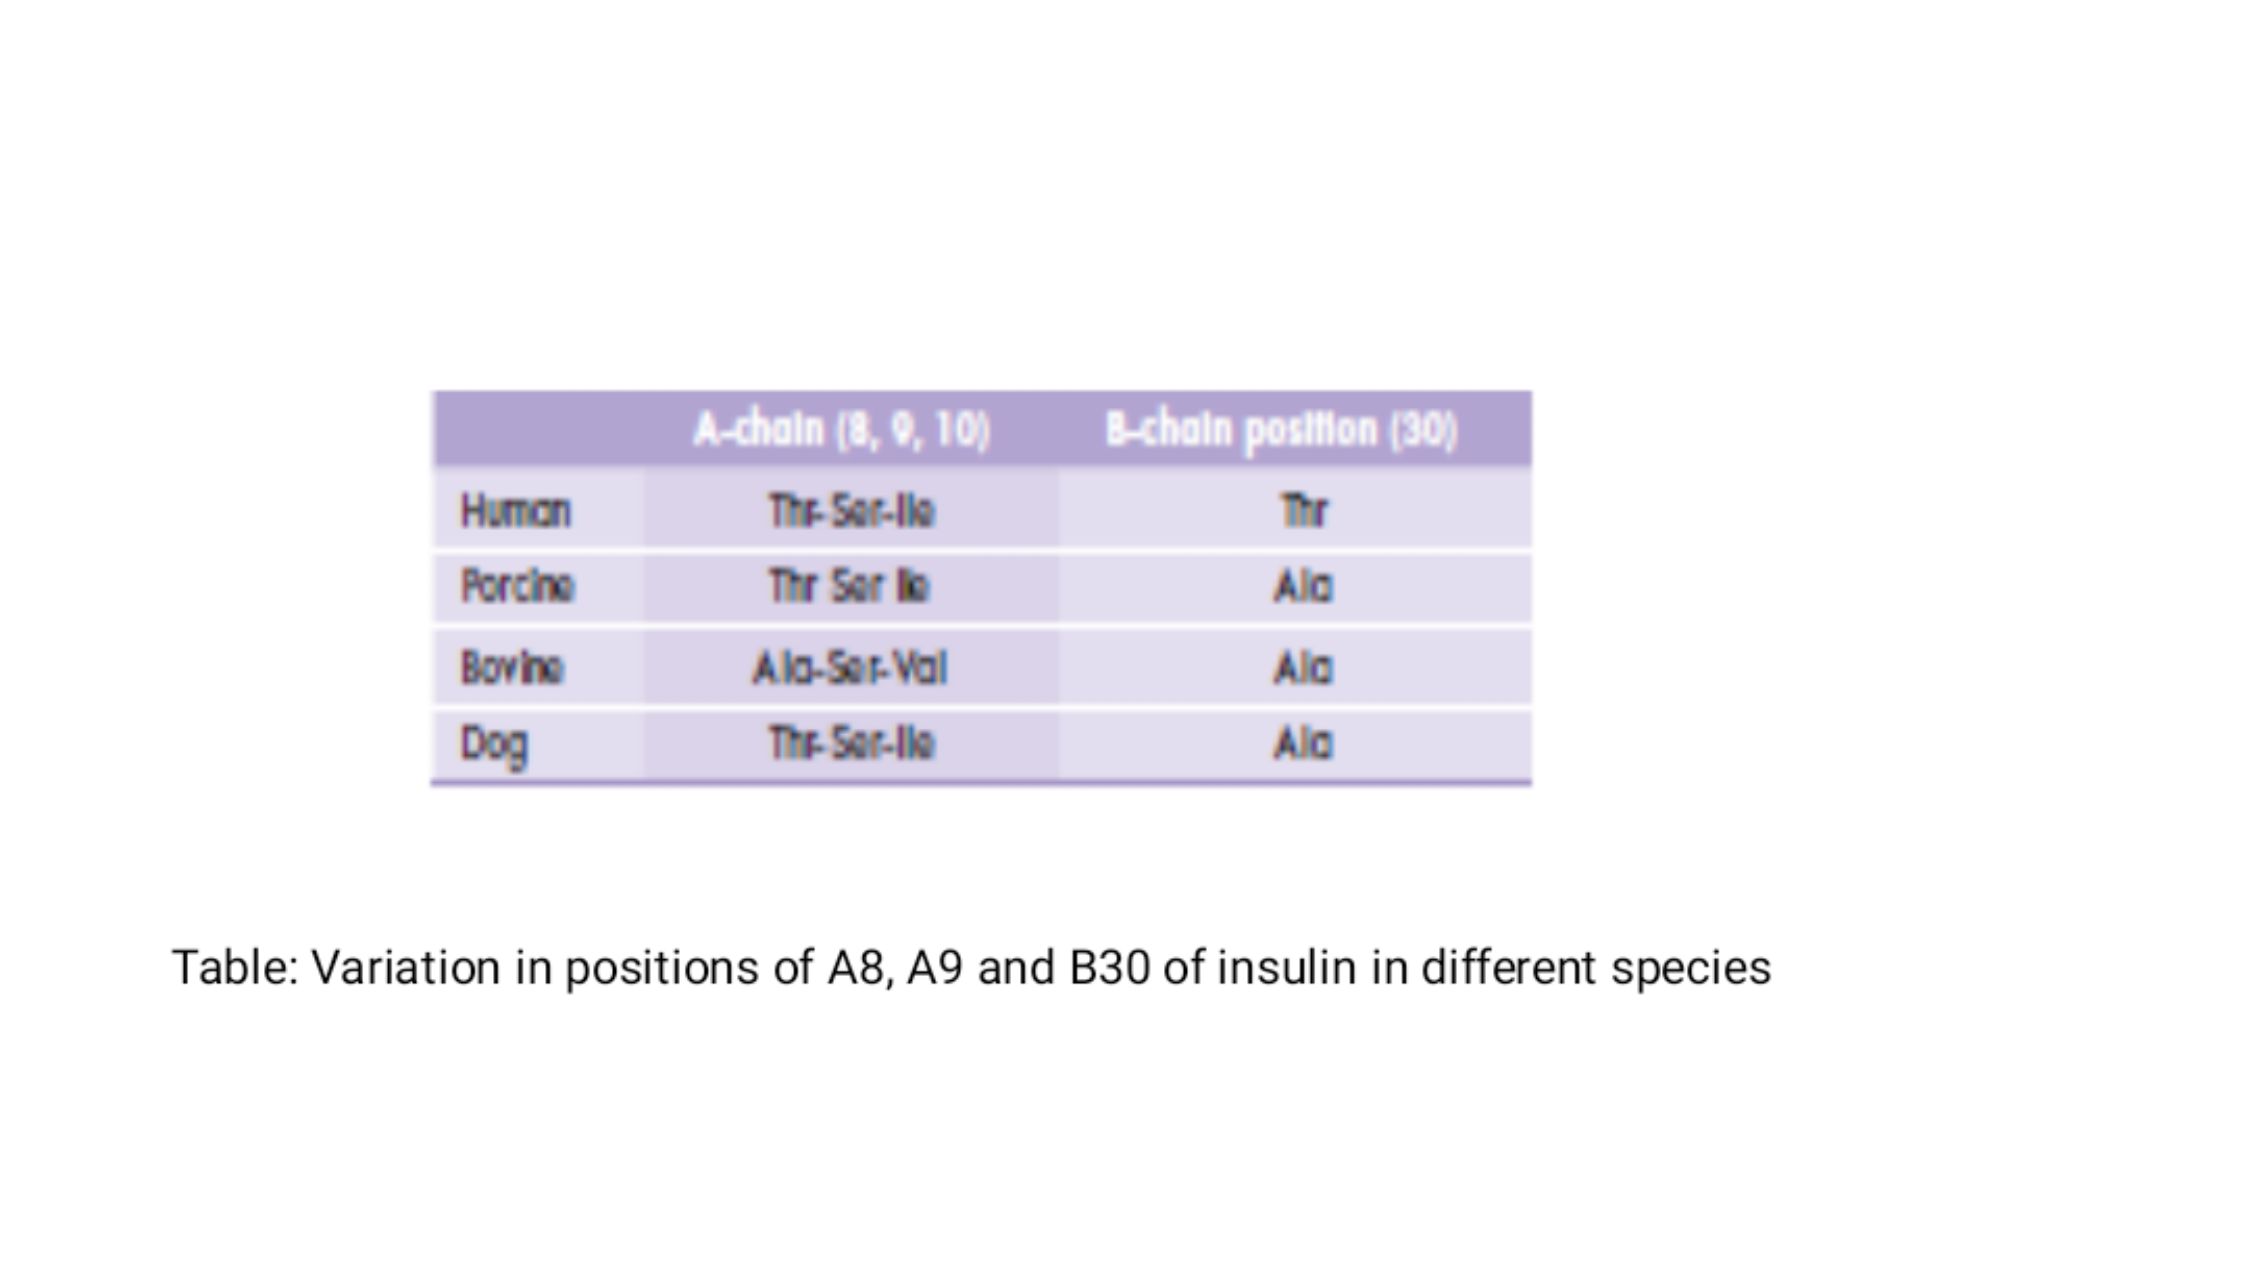 A-chain (8, 9, 10) B-chain position (30)
Human Thr-Ser-Ile Thr
Porcine Thr Ser Ile Ala
Bovine Ala-Ser-Val Ala
Dog Thr-Ser-Ile Ala
Table: Variation in positions of A8, A9 and B30 of insulin in different species